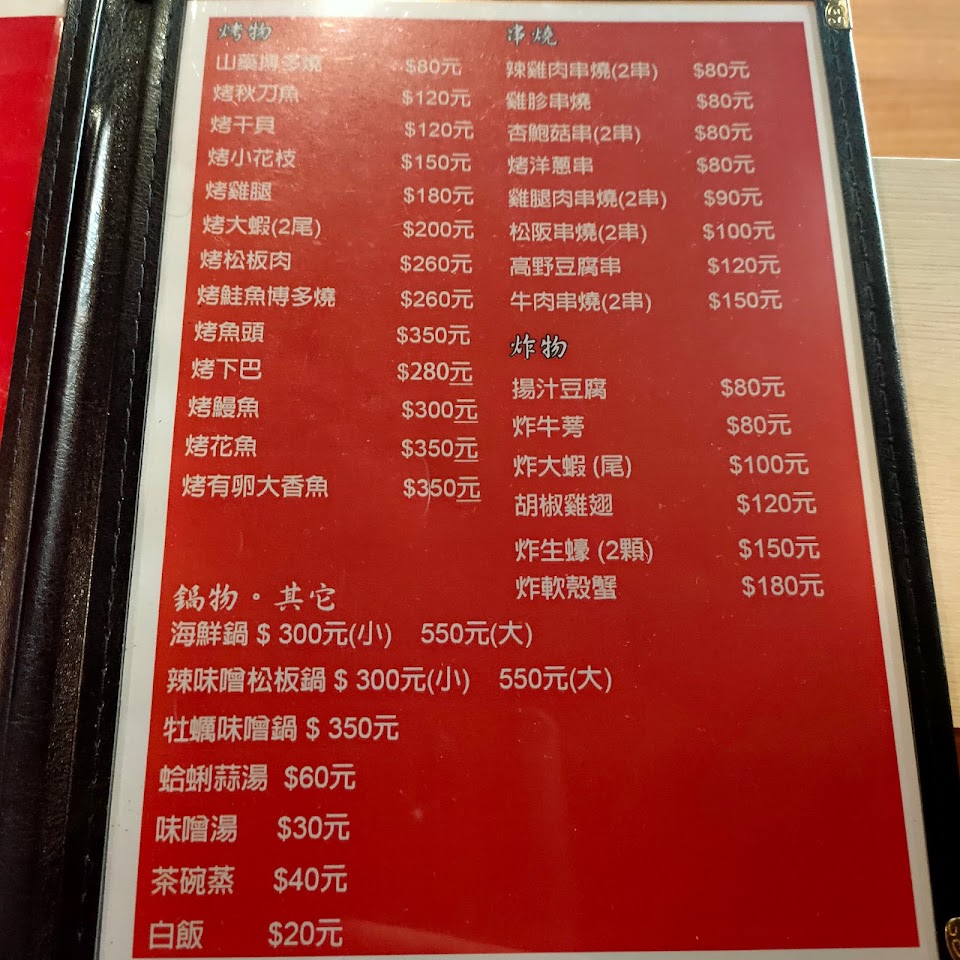 烤物
山藥博多燒 $80元
烤秋刀魚 $120元
烤干貝 $120元
烤小花枝 $150元
烤雞腿 $180元
烤大蝦(2尾) $200元
烤松板肉 $260元
烤鮭魚博多燒 $260元
烤魚頭 $350元
烤下巴 $280元
烤鰻魚 $300元
烤花魚 $350元
烤有卵大香魚 $350元
串燒
辣雞肉串燒(2串) $80元
雞胗串燒 $80元
杏鮑菇串(2串) $80元
烤洋蔥串 $80元
雞腿肉串燒(2串) $90元
松阪串燒(2串) $100元
高野豆腐串 $120元
牛肉串燒(2串) $150元
炸物
揚汁豆腐 $80元
炸牛蒡 $80元
炸大蝦 (尾) $100元
胡椒雞翅 $120元
炸生蠔 (2顆) $150元
炸軟殼蟹 $180元
鍋物。其它
海鮮鍋 $ 300元(小) 550元(大)
辣味噌松板鍋 $ 300元(小) 550元(大)
牡蠣味噌鍋 $ 350元
蛤蜊蒜湯 $60元
味噌湯 $30元
茶碗蒸 $40元
白飯 $20元